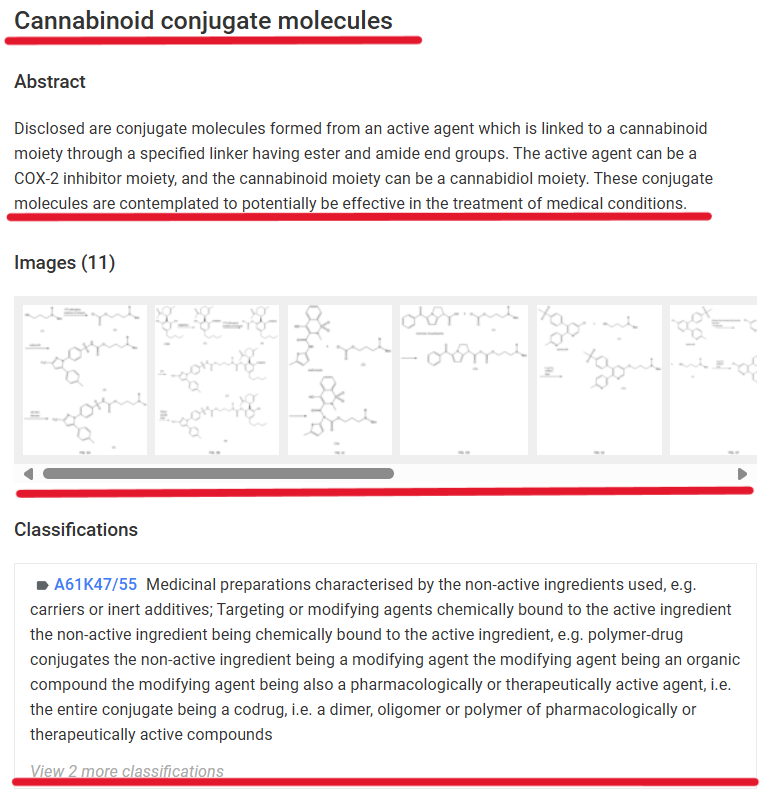 Cannabinoid conjugate molecules
Abstract
Disclosed are conjugate molecules formed from an active agent which is linked to a cannabinoid
moiety through a specified linker having ester and amide end groups. The active agent can be a
COX-2 inhibitor moiety, and the cannabinoid moiety can be a cannabidiol moiety. These conjugate
molecules are contemplated to potentially be effective in the treatment of medical conditions.
Images (11)
Classifications
A61K47/55 Medicinal preparations characterised by the non-active ingredients used, e.g.
carriers or inert additives; Targeting or modifying agents chemically bound to the active ingredient
the non-active ingredient being chemically bound to the active ingredient, e.g. polymer-drug
conjugates the non-active ingredient being a modifying agent the modifying agent being an organic
compound the modifying agent being also a pharmacologically or therapeutically active agent, i.e.
the entire conjugate being a codrug, i.e. a dimer, oligomer or polymer of pharmacologically or
therapeutically active compounds
View 2 more classifications